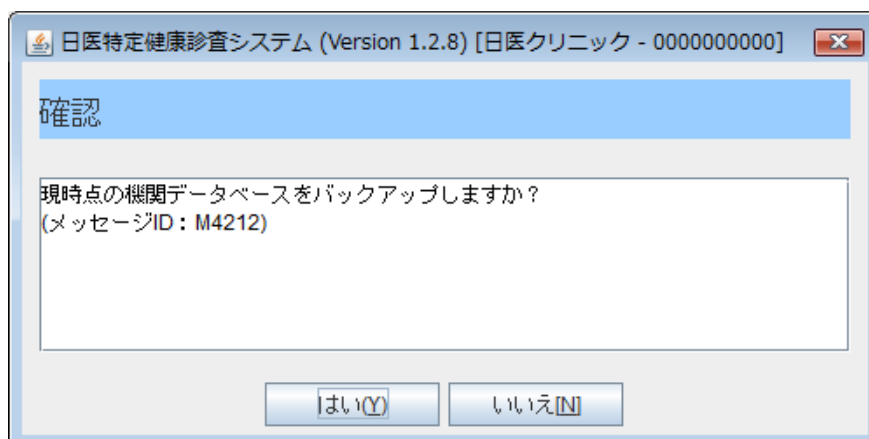 日医特定健康診査システム (Version 1.2.8) [日医クリニック - 0000000000]
確認
現時点の機関データベースをバックアップしますか？
(メッセージID：M4212)
はい(Y) いいえ[N]